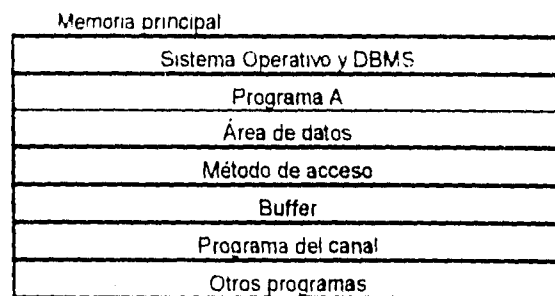 Memoria principal
Sistema Operativo y DBMS
Programa A
Área de datos
Método de acceso
Buffer
Programa del canal
Otros programas